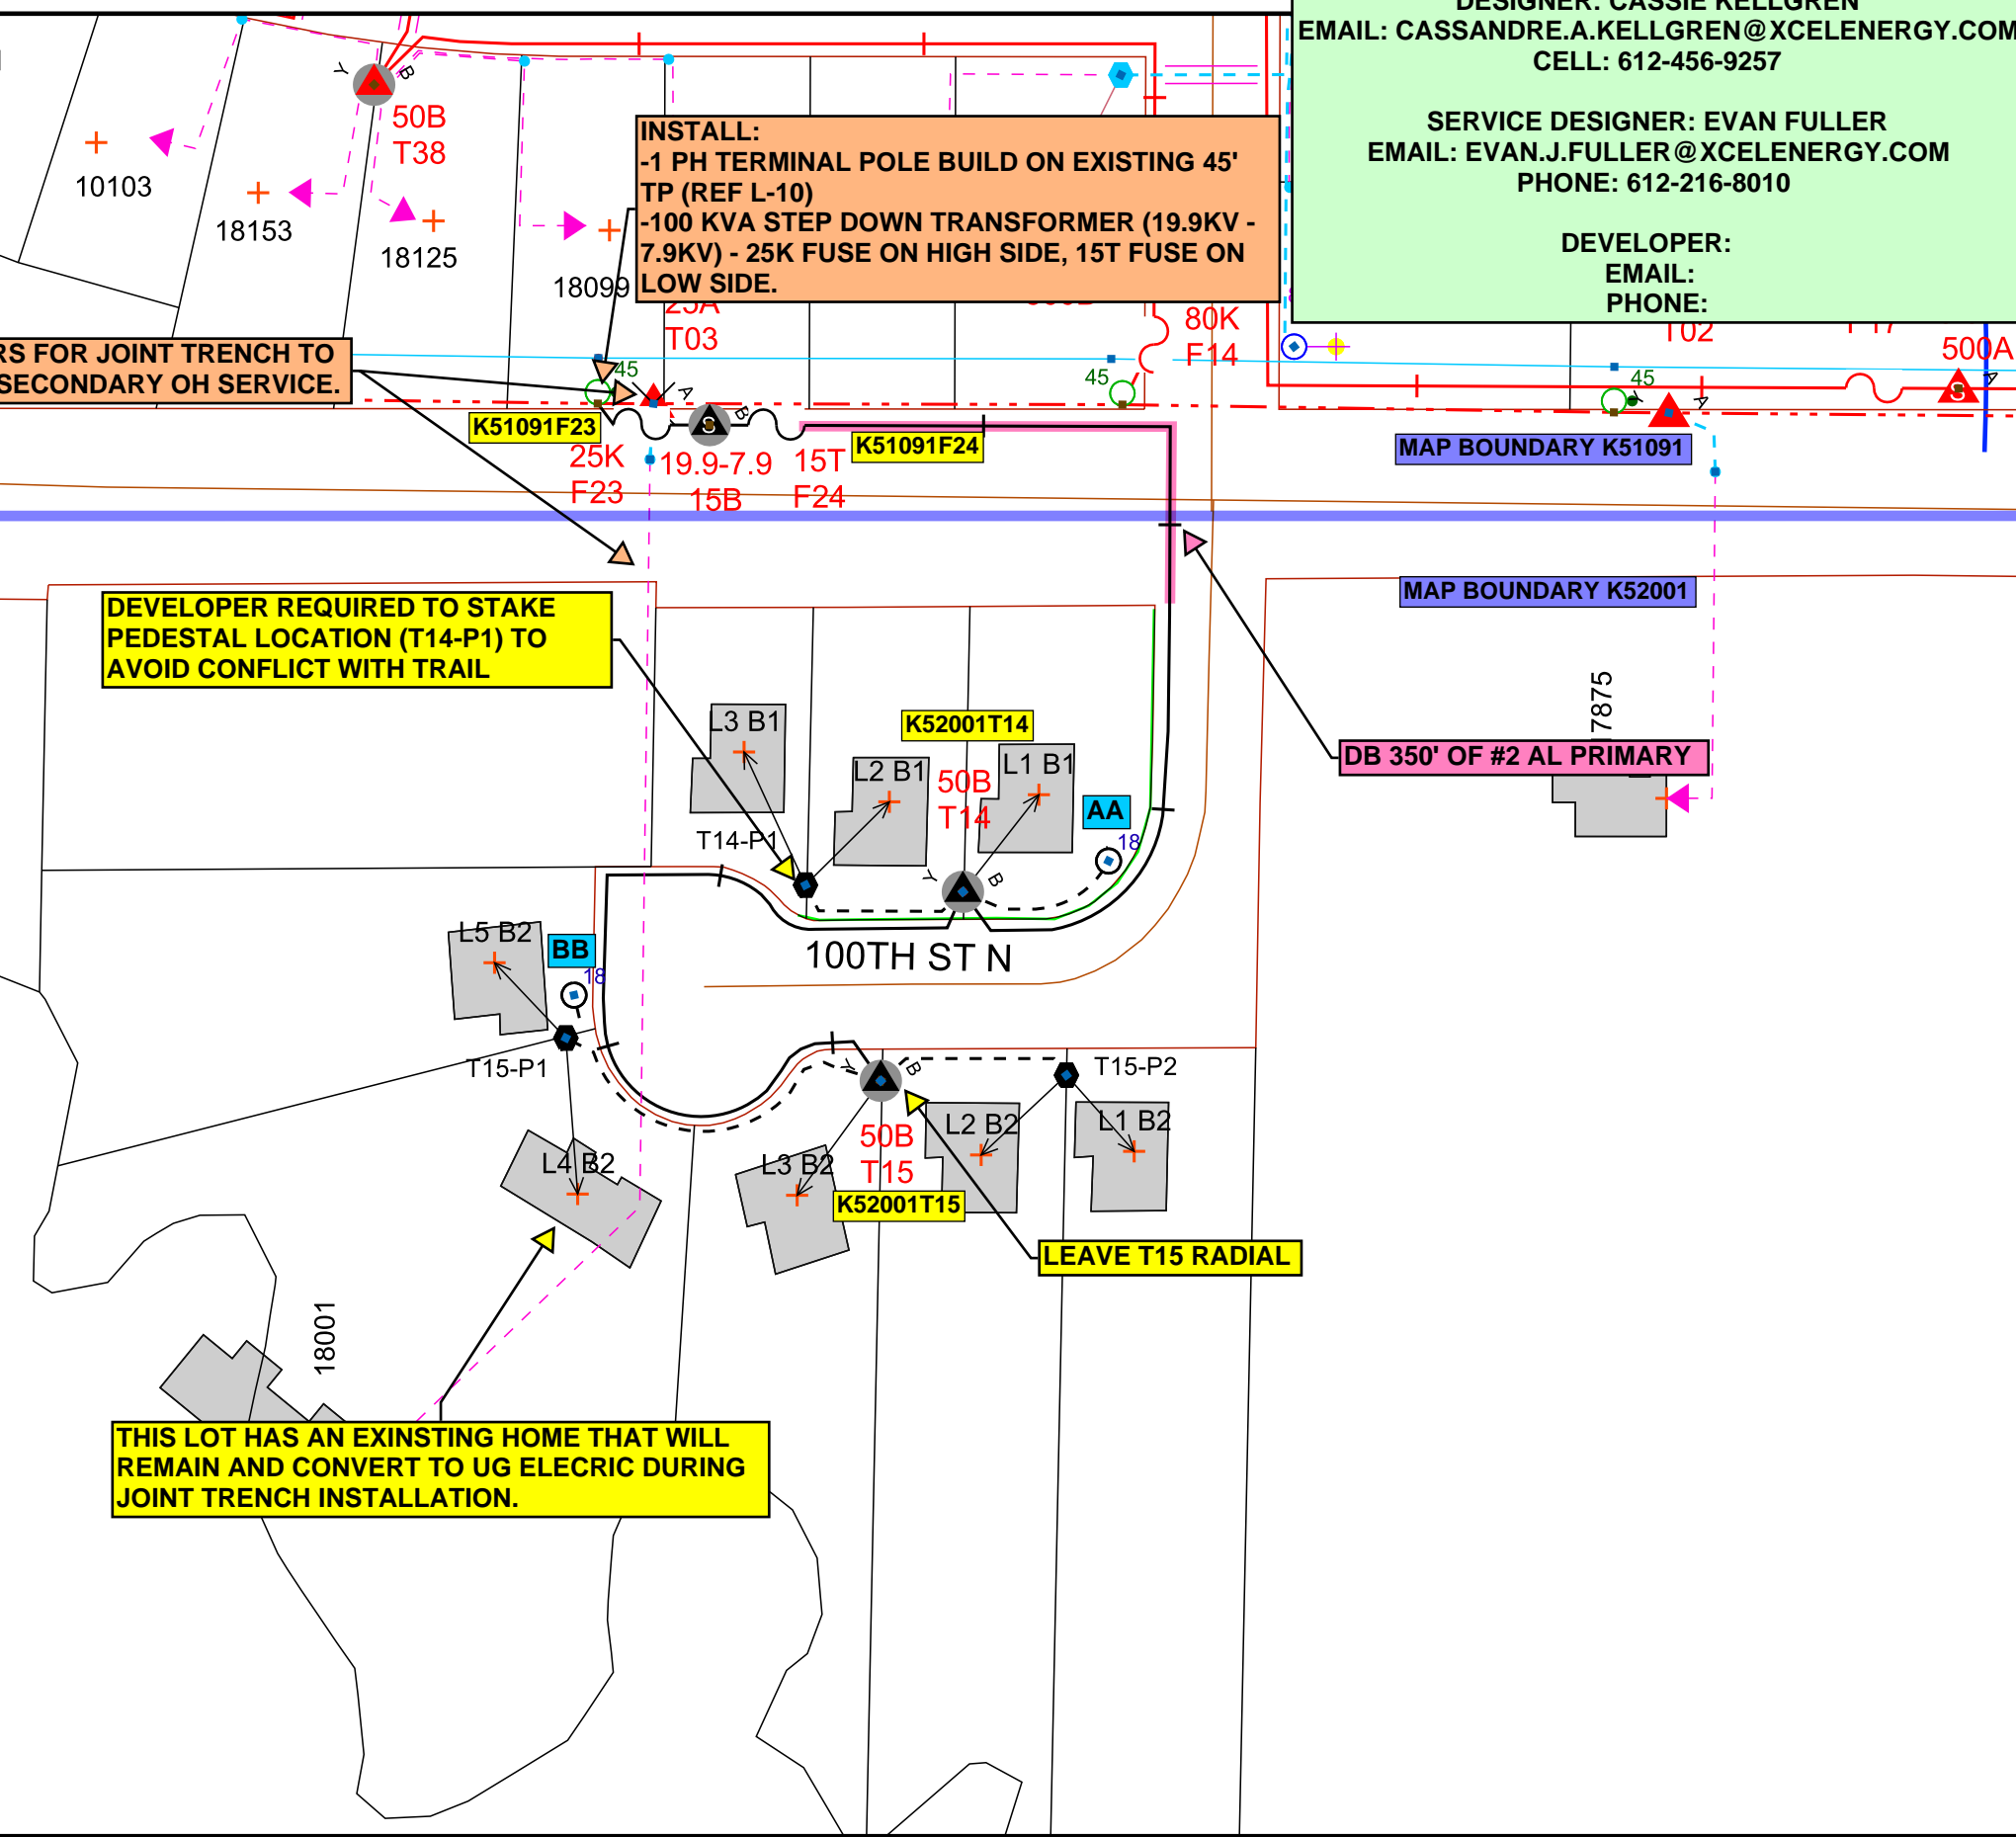 DESIGNER: CASSIE KELLGREN
EMAIL: CASSANDRE.A.KELLGREN@XCELENERGY.COM
CELL: 612-456-9257
SERVICE DESIGNER: EVAN FULLER
EMAIL: EVAN.J.FULLER@XCELENERGY.COM
PHONE: 612-216-8010
DEVELOPER:
EMAIL:
PHONE:
Y
B
50B
T38
10103
18153
18125
18099
INSTALL:
-1 PH TERMINAL POLE BUILD ON EXISTING 45'
TP (REF L-10)
-100 KVA STEP DOWN TRANSFORMER (19.9KV -
7.9KV) - 25K FUSE ON HIGH SIDE, 15T FUSE ON
LOW SIDE.
25A
T03
80K
F14
T02
500A
RS FOR JOINT TRENCH TO
SECONDARY OH SERVICE.
45
A
45
45
Y
A
A
S
K51091F23
S
B
K51091F24
MAP BOUNDARY K51091
25K
F23
19.9-7.9
15B
15T
F24
MAP BOUNDARY K52001
DEVELOPER REQUIRED TO STAKE
PEDESTAL LOCATION (T14-P1) TO
AVOID CONFLICT WITH TRAIL
7875
DB 350' OF #2 AL PRIMARY
L3 B1
K52001T14
L2 B1
50B
T14
L1 B1
AA
18
T14-P1
Y
B
100TH ST N
L5 B2
BB
18
T15-P1
Y
B
T15-P2
50B
T15
L2 B2
L1 B2
L4 B2
L3 B2
K52001T15
LEAVE T15 RADIAL
18001
THIS LOT HAS AN EXINSTING HOME THAT WILL
REMAIN AND CONVERT TO UG ELECRIC DURING
JOINT TRENCH INSTALLATION.